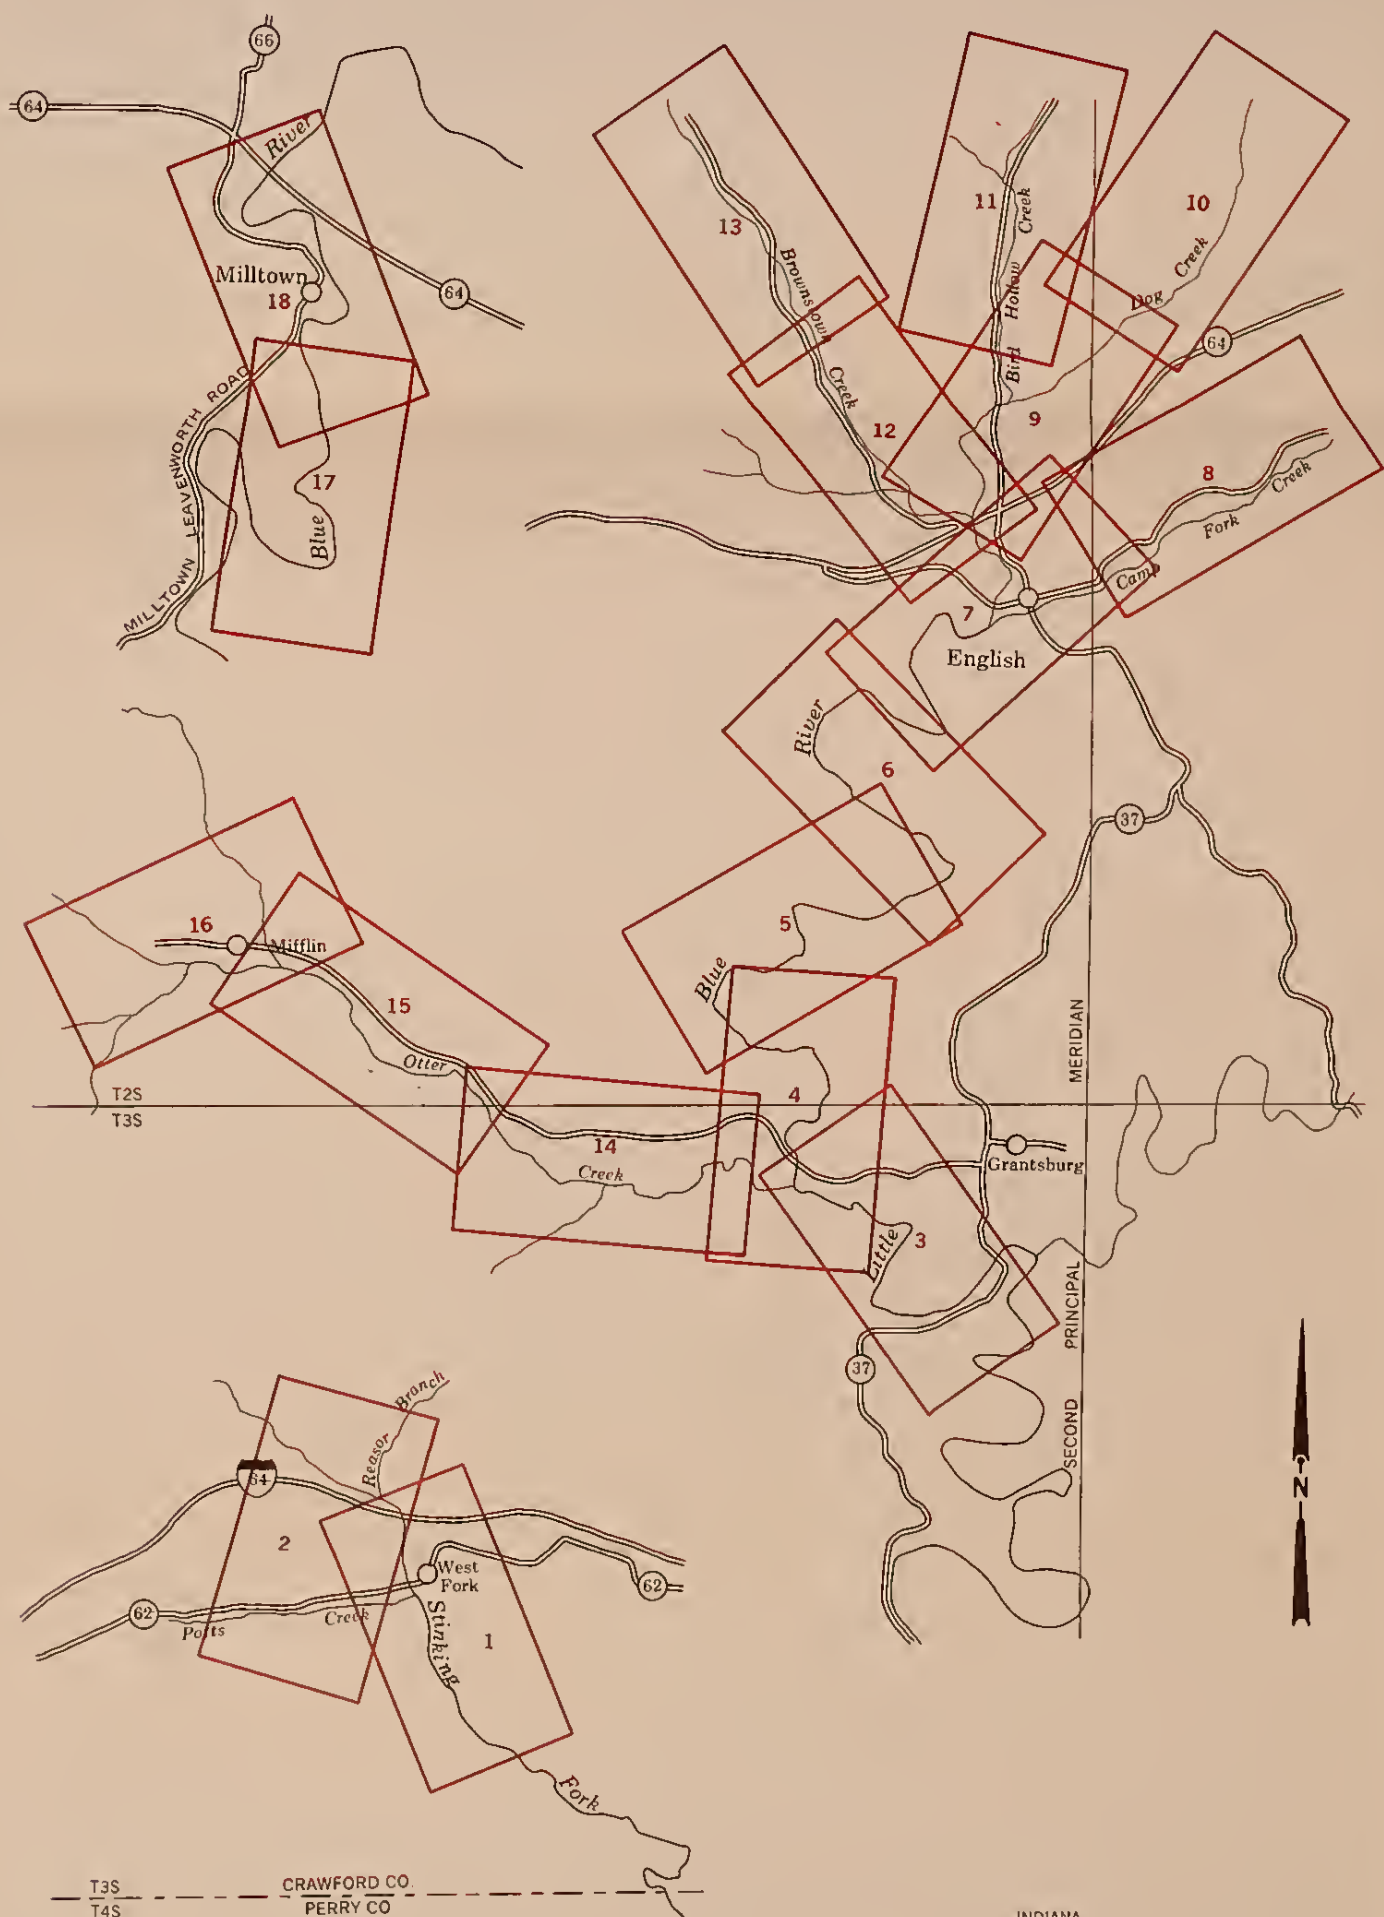 66
64
River
Milltown
18
64
MILLTOWN LEAVENWORTH ROAD
17
Blue
13
Brownstown
Creek
12
11
Bird Hollow Creek
10
Dog Creek
64
9
8
Camp Fork Creek
7
English
River
6
37
5
Blue
16
Mifflin
15
Otter
T2S
T3S
4
14
Creek
Grantsburg
3
Little
37
SECOND PRINCIPAL MERIDIAN
Reasor Branch
64
2
West
Fork
62
62
Potts Creek
1
Stinking
Fork
N
T3S
CRAWFORD CO.
T4S
PERRY CO
INDIANA